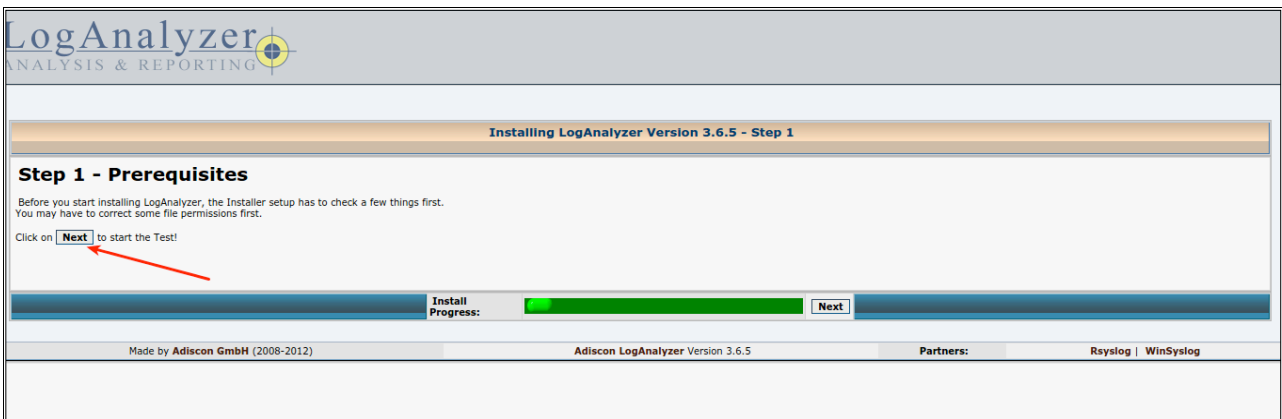 LogAnalyzer
ANALYSIS & REPORTING
Installing LogAnalyzer Version 3.6.5 - Step 1
Step 1 - Prerequisites
Before you start installing LogAnalyzer, the Installer setup has to check a few things first.
You may have to correct some file permissions first.
Click on Next to start the Test!
Install
Progress:
Next
Made by Adiscon GmbH (2008-2012)
Adiscon LogAnalyzer Version 3.6.5
Partners:
Rsyslog | WinSyslog